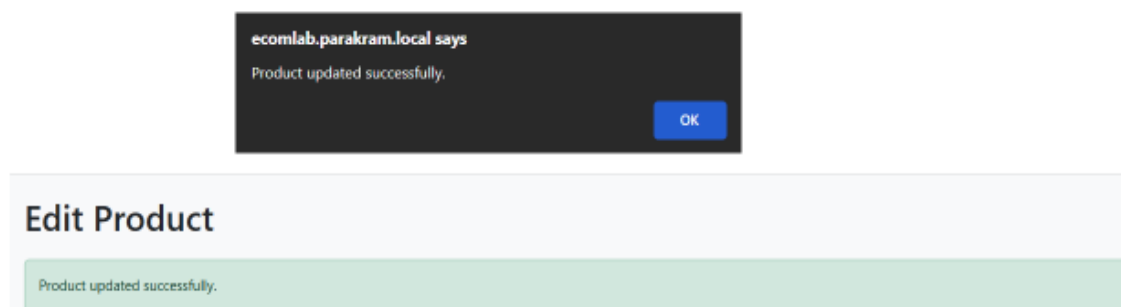 ecomlab.parakram.local says
Product updated successfully.
OK
Edit Product
Product updated successfully.